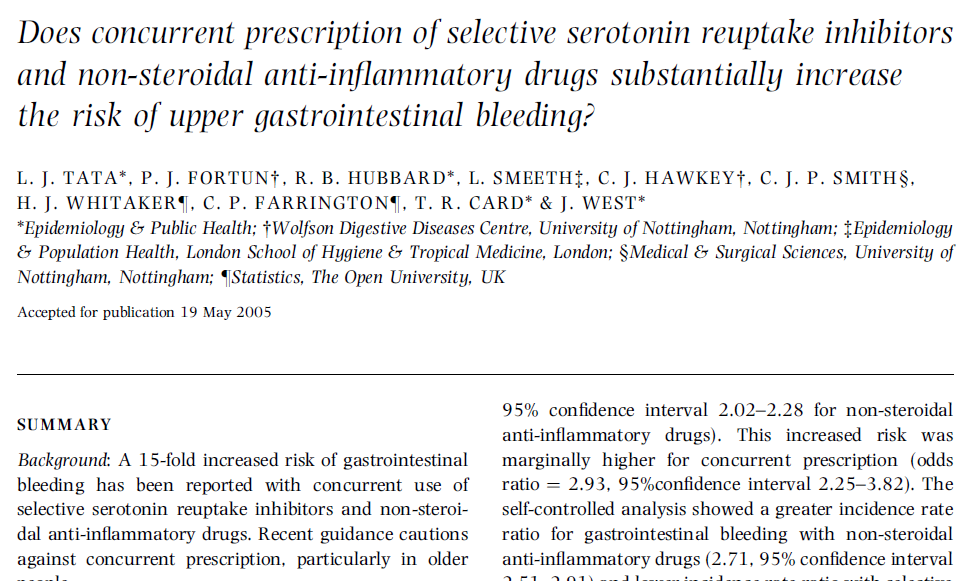 Does concurrent prescription of selective serotonin reuptake inhibitors
and non-steroidal anti-inflammatory drugs substantially increase
the risk of upper gastrointestinal bleeding?
L. J. TATA*, P. J. FORTUN†, R. B. HUBBARD*, L. SMEETH‡, C. J. HAWKEY†, C. J. P. SMITH§,
H. J. WHITAKER¶, C. P. FARRINGTON¶, T. R. CARD* & J. WEST*
*Epidemiology & Public Health; †Wolfson Digestive Diseases Centre, University of Nottingham, Nottingham; ‡Epidemiology
& Population Health, London School of Hygiene & Tropical Medicine, London; §Medical & Surgical Sciences, University of
Nottingham, Nottingham; ¶Statistics, The Open University, UK
Accepted for publication 19 May 2005
SUMMARY
Background: A 15-fold increased risk of gastrointestinal
bleeding has been reported with concurrent use of
selective serotonin reuptake inhibitors and non-steroi-
dal anti-inflammatory drugs. Recent guidance cautions
against concurrent prescription, particularly in older
95% confidence interval 2.02–2.28 for non-steroidal
anti-inflammatory drugs). This increased risk was
marginally higher for concurrent prescription (odds
ratio = 2.93, 95%confidence interval 2.25–3.82). The
self-controlled analysis showed a greater incidence rate
ratio for gastrointestinal bleeding with non-steroidal
anti-inflammatory drugs (2.71, 95% confidence interval